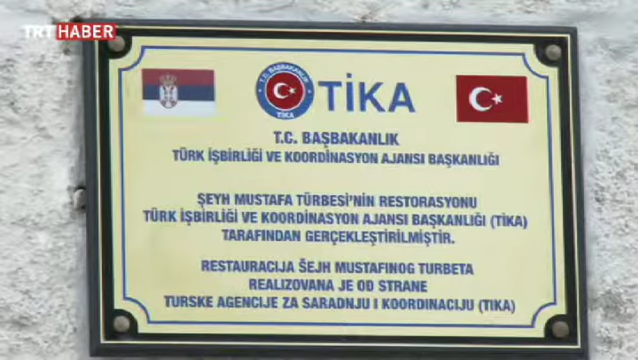 TRT HABER
T.C. BAŞBAKANLIK
TİKA
TİKA
T.C. BAŞBAKANLIK
TÜRK İŞBİRLİĞİ VE KOORDİNASYON AJANSI BAŞKANLIĞI
ŞEYH MUSTAFA TÜRBESİ'NİN RESTORASYONU
TÜRK İŞBİRLİĞİ VE KOORDİNASYON AJANSI BAŞKANLIĞI (TİKA)
TARAFINDAN GERÇEKLEŞTİRİLMİŞTİR.
RESTAURACIJA ŠEJH MUSTAFINOG TURBETA
REALIZOVANA JE OD STRANE
TURSKE AGENCIJE ZA SARADNJU I KOORDINACIJU (TIKA)